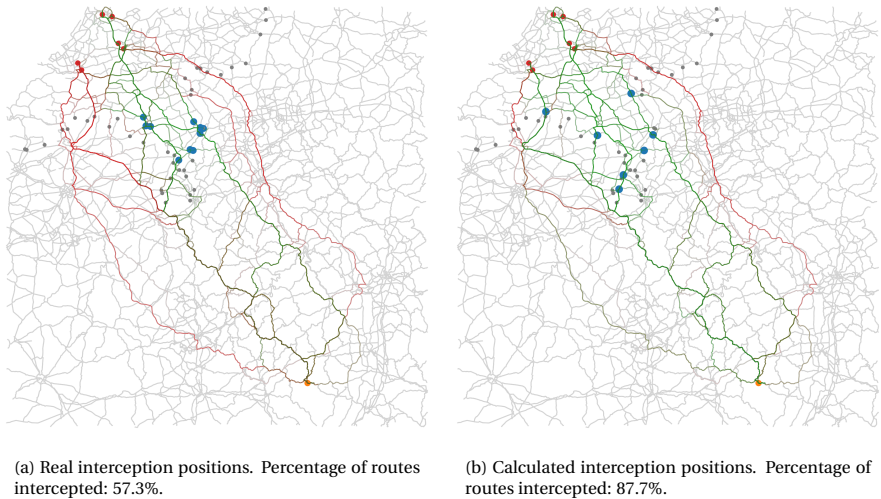 (a) Real interception positions. Percentage of routes
intercepted: 57.3%.
(b) Calculated interception positions. Percentage of
routes intercepted: 87.7%.